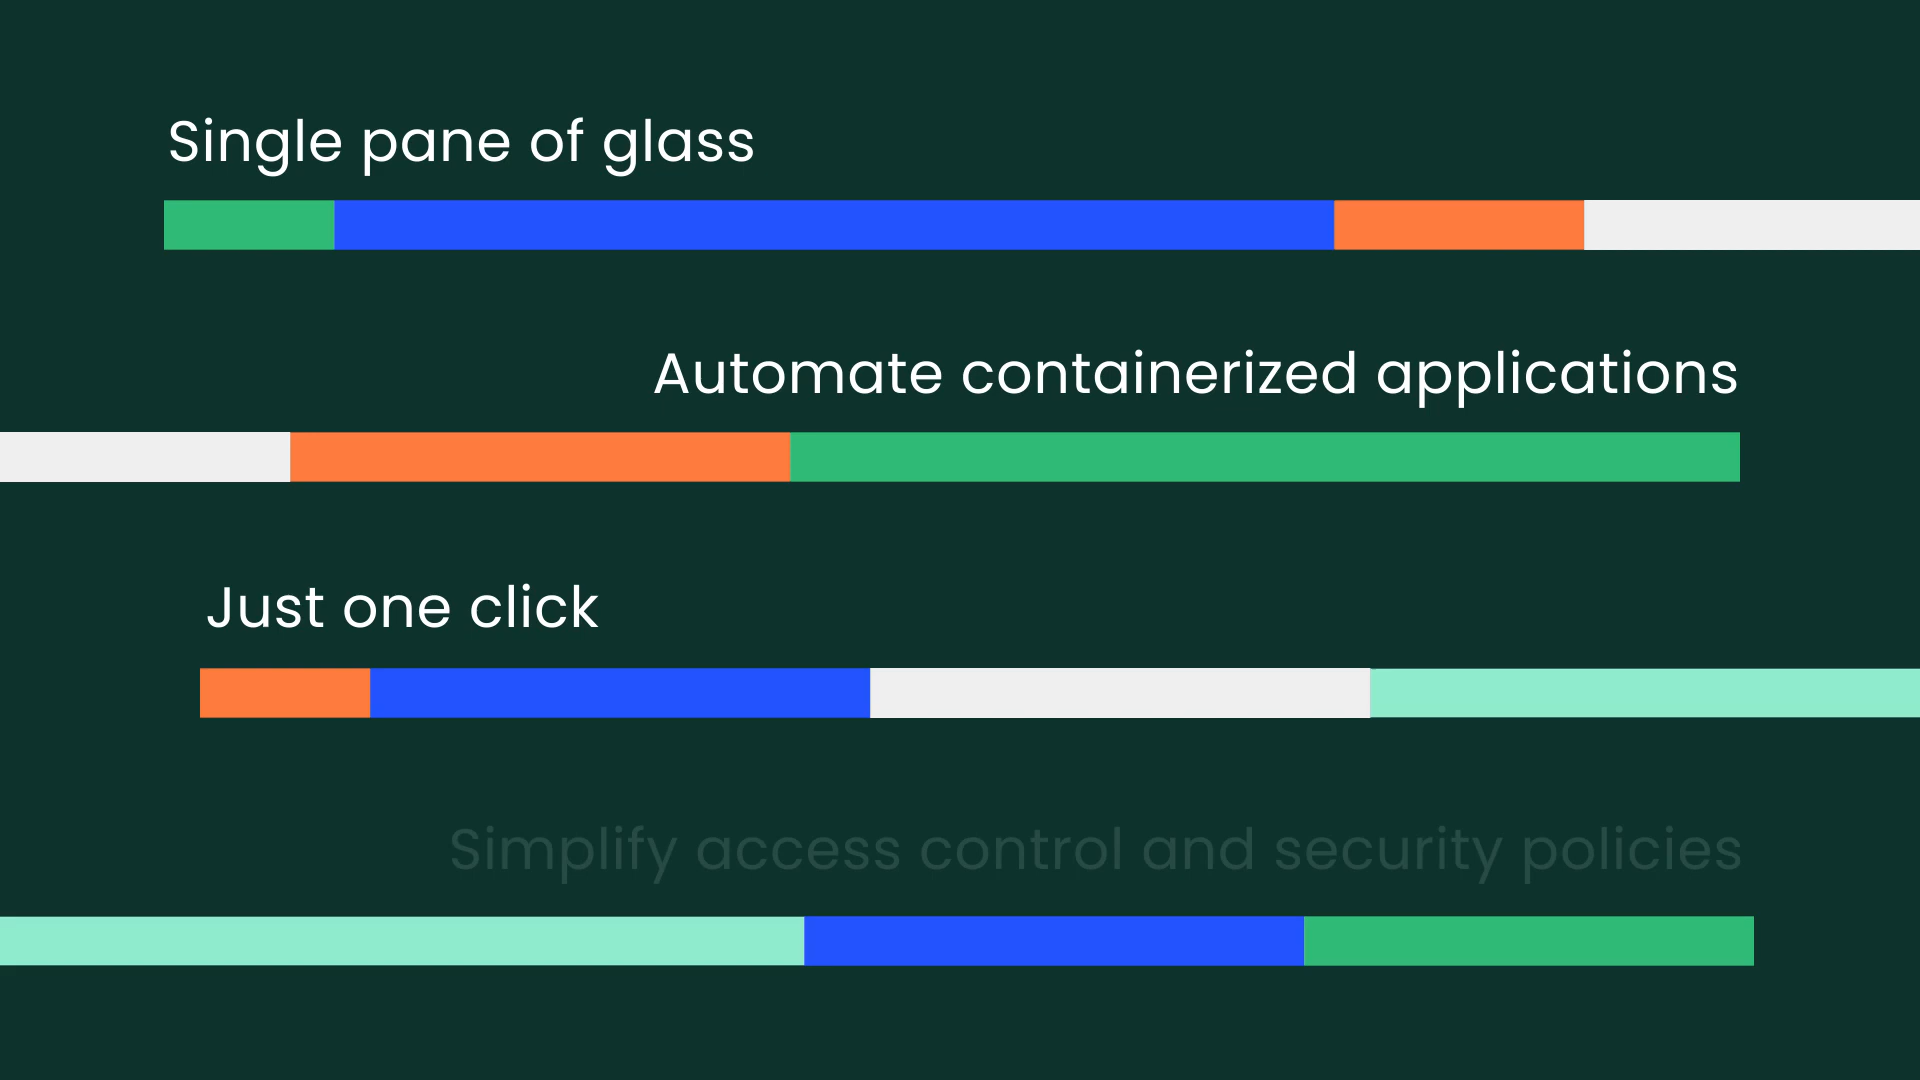 Single pane of glass
Automate containerized applications
Just one click
Simplify access control and security policies